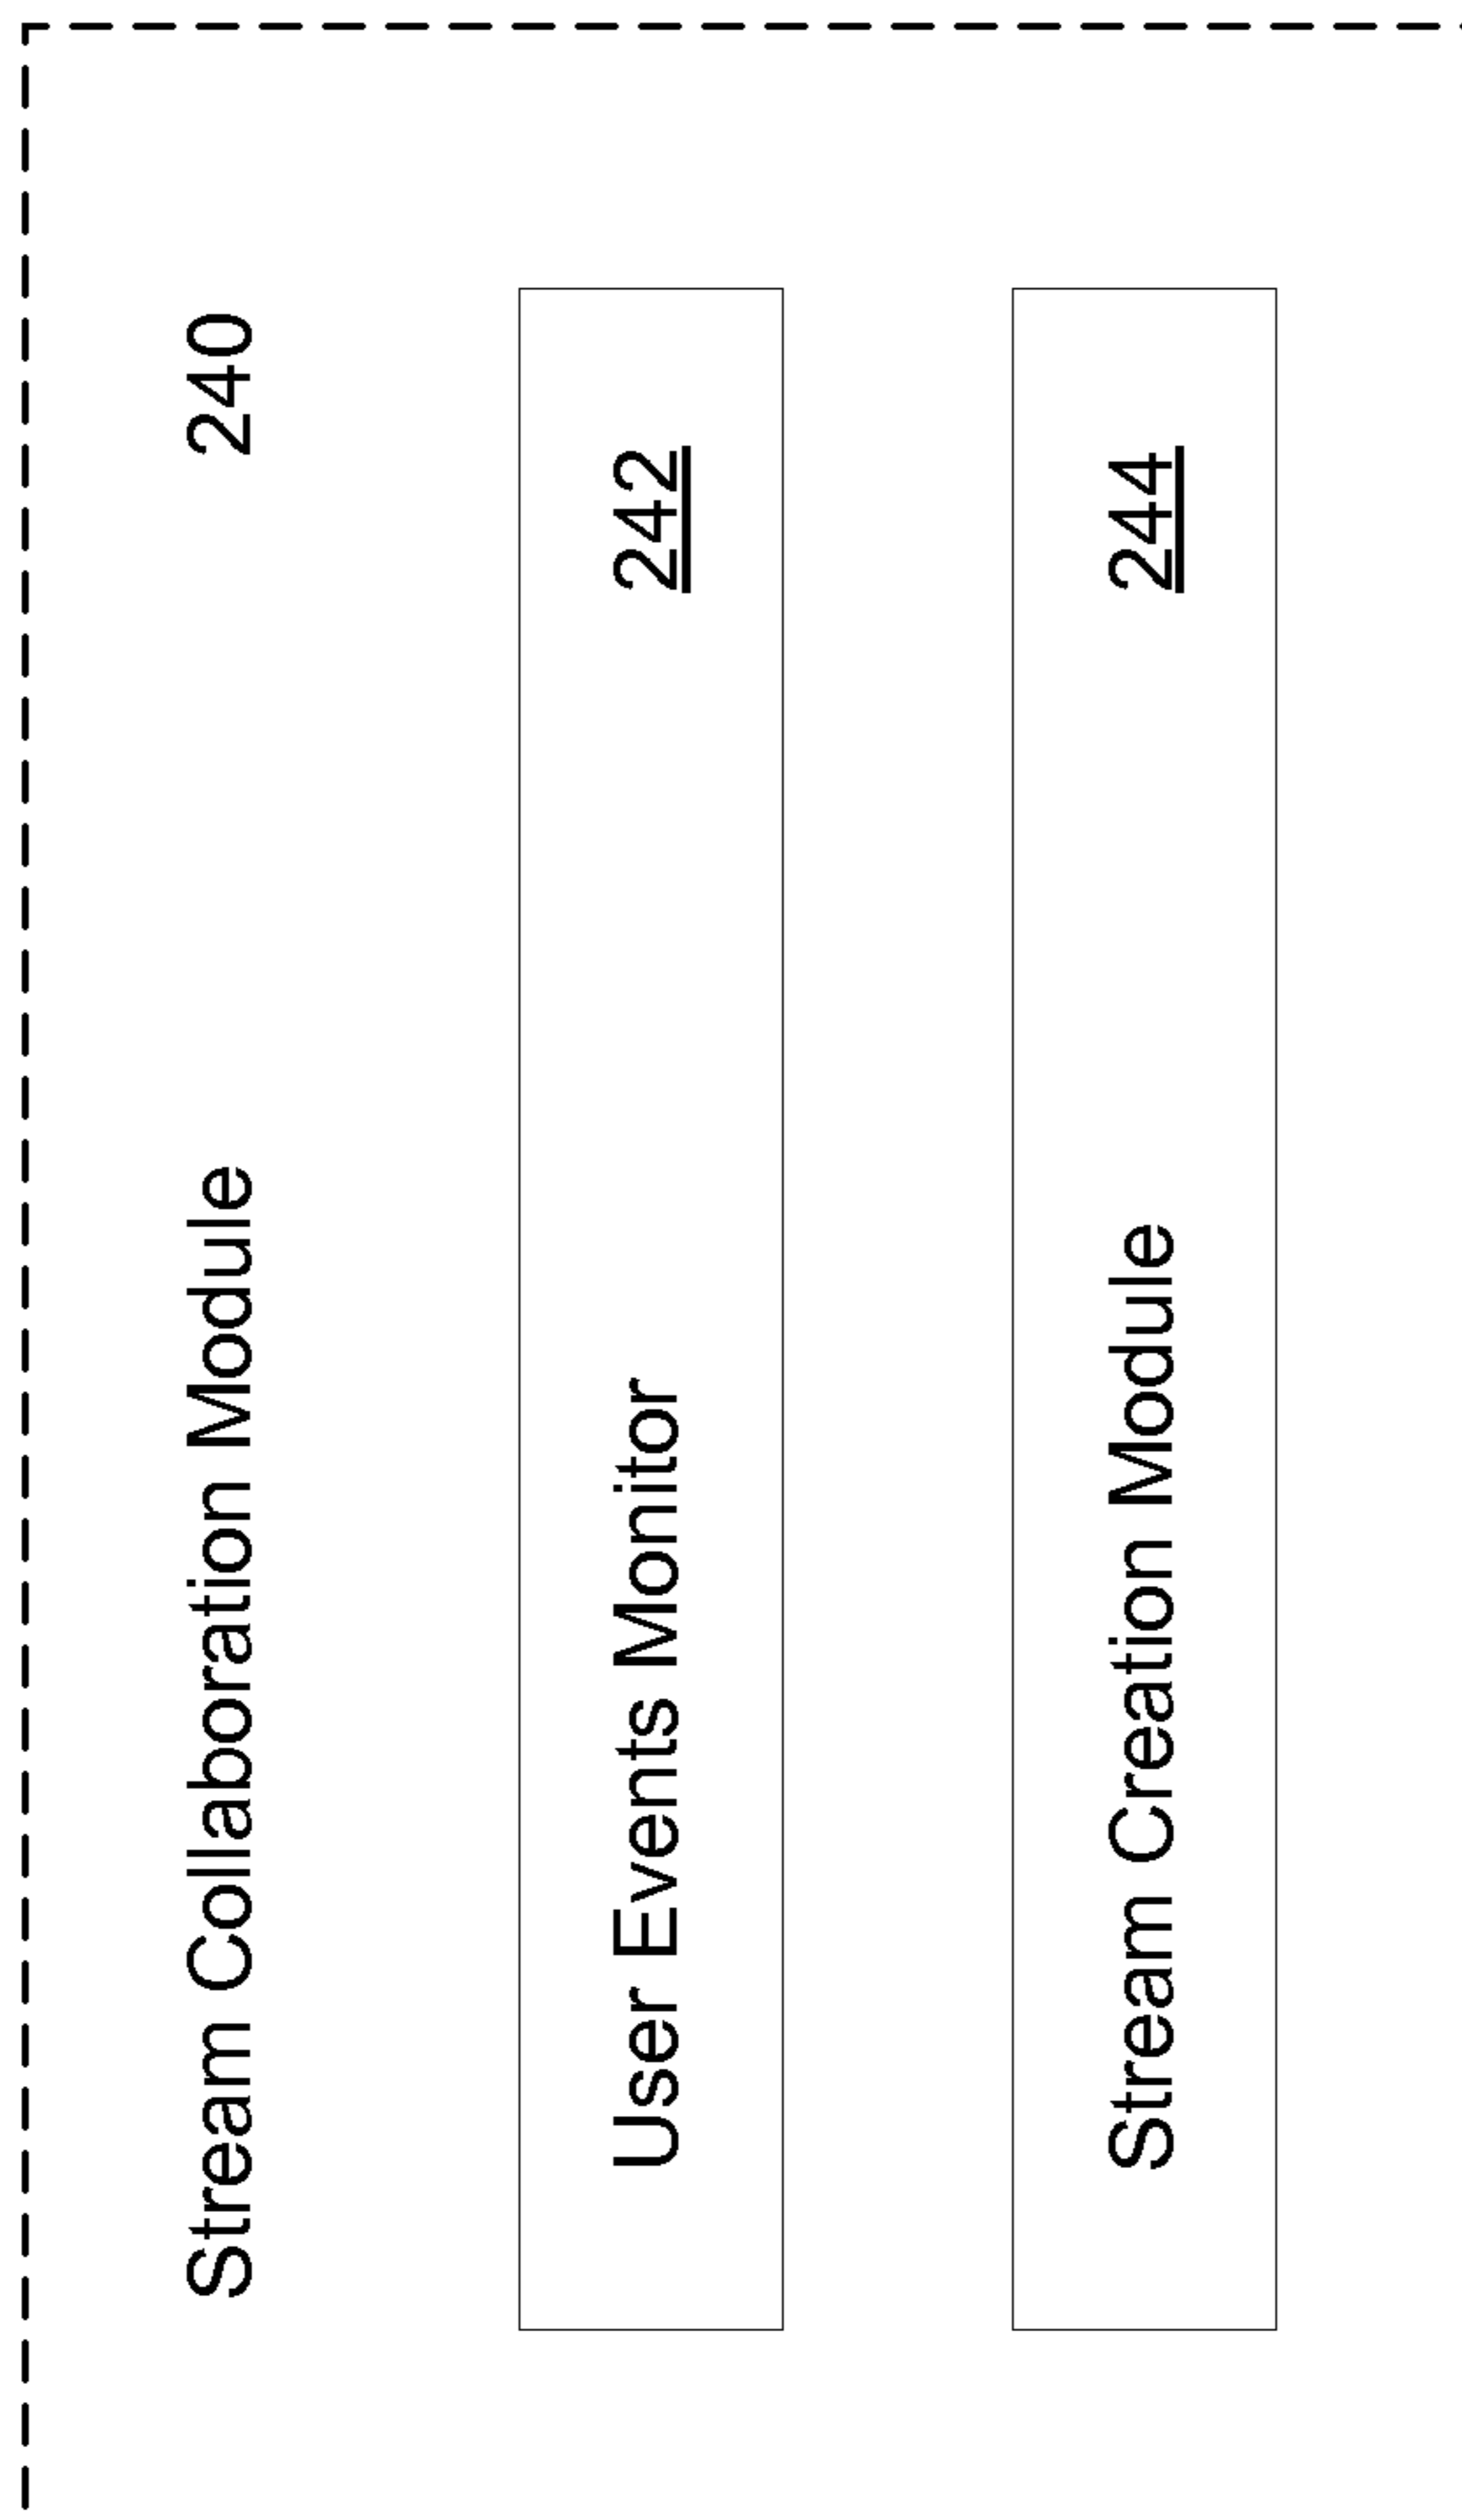 Stream Collaboration Module 240
User Events Monitor 242
Stream Creation Module 244